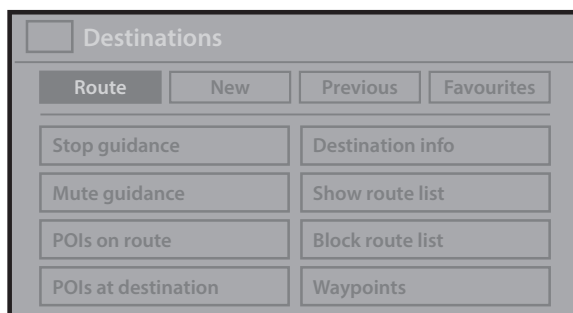 Destinations
Route New Previous Favourites
Stop guidance Destination info
Mute guidance Show route list
POIs on route Block route list
POIs at destination Waypoints